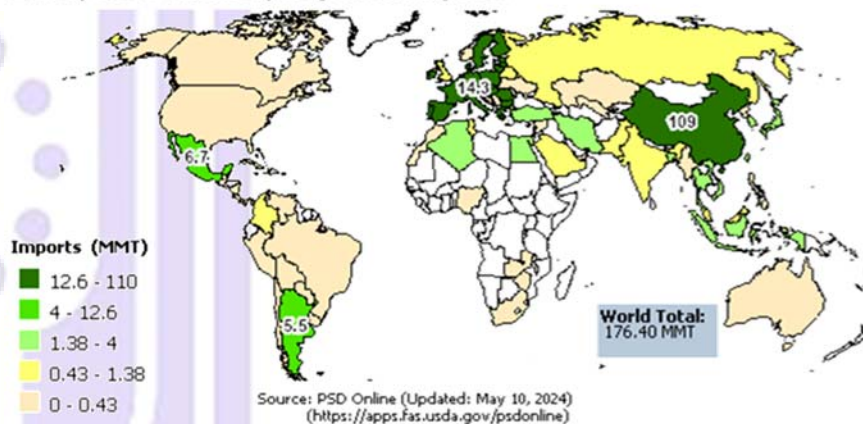 14.3
109
6.7
Imports (MMT)
12.6 - 110
4 - 12.6
1.38 - 4
0.43 - 1.38
0 - 0.43
5.5
World Total:
176.40 MMT
Source: PSD Online (Updated: May 10, 2024)
(https://apps.fas.usda.gov/psdonline)